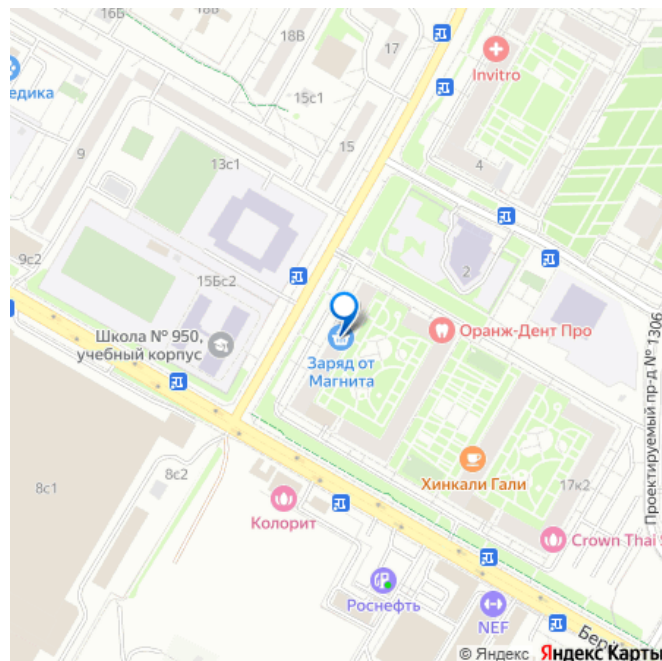 18В
17
Invitro
едика
15с1
15
9
13с1
4
9с2
15Бс2
2
Школа № 950,
учебный корпус
Заряд от
Магнита
Оранж-Дент Про
Проектируемый пр-д № 1306
8с1
8с2
Хинкали Гали
17к2
Колорит
Crown Thai S
Роснефть
NEF
Берё
© Яндекс Яндекс Карты